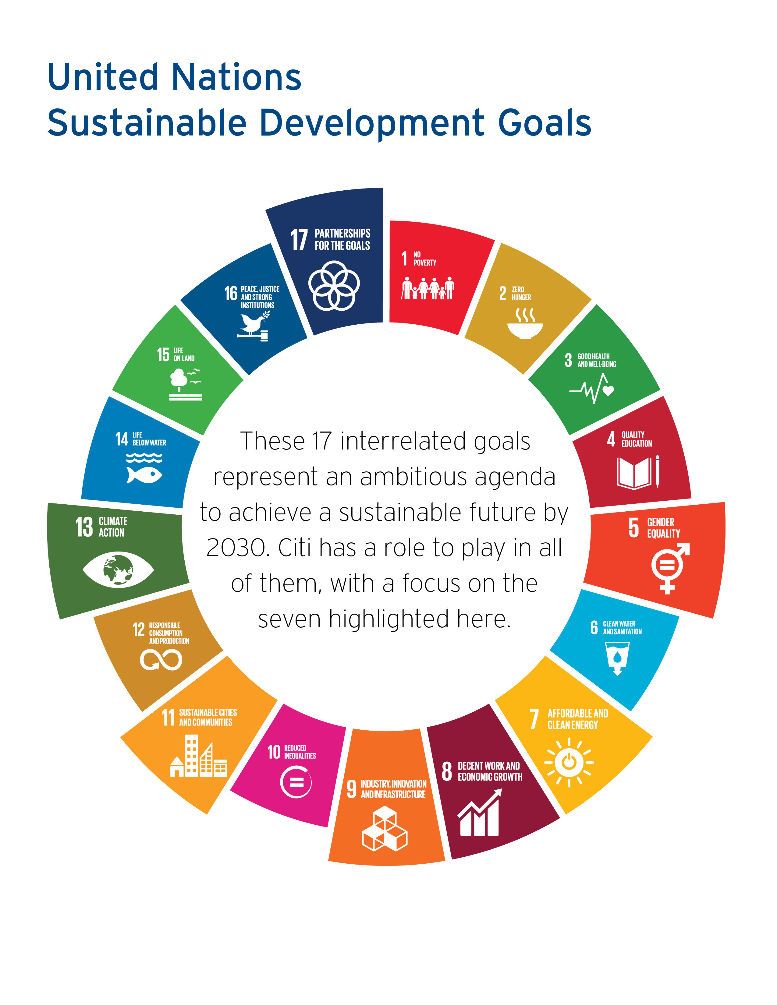 United Nations
Sustainable Development Goals
17 PARTNERSHIPS
FOR THE GOALS
1 NO
POVERTY
2 ZERO
HUNGER
3 GOOD HEALTH
AND WELL-BEING
4 QUALITY
EDUCATION
5 GENDER
EQUALITY
6 CLEAN WATER
AND SANITATION
7 AFFORDABLE AND
CLEAN ENERGY
8 DECENT WORK AND
ECONOMIC GROWTH
9 INDUSTRY, INNOVATION
AND INFRASTRUCTURE
10 REDUCED
INEQUALITIES
11 SUSTAINABLE CITIES
AND COMMUNITIES
12 RESPONSIBLE
CONSUMPTION
AND PRODUCTION
13 CLIMATE
ACTION
14 LIFE
BELOW WATER
15 LIFE
ON LAND
16 PEACE, JUSTICE
AND STRONG
INSTITUTIONS
These 17 interrelated goals
represent an ambitious agenda
to achieve a sustainable future by
2030. Citi has a role to play in all
of them, with a focus on the
seven highlighted here.